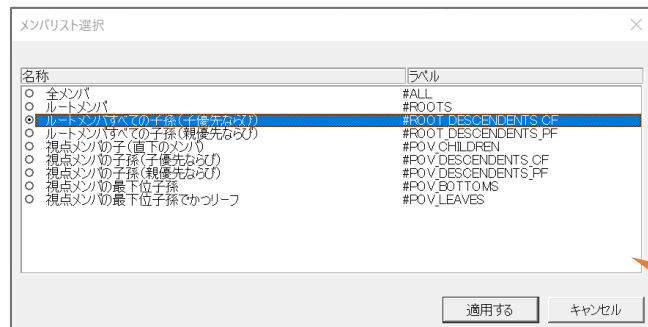 メンバリスト選択
名称 ラベル
全メンバ #ALL
ルートメンバ #ROOTS
ルートメンバすべての子孫(子優先ならび) #ROOT_DESCENDENTS_CF
ルートメンバすべての子孫(親優先ならび) #ROOT_DESCENDENTS_PF
視点メンバの子(直下のメンバ) #POV_CHILDREN
視点メンバの子孫(子優先ならび) #POV_DESCENDENTS_CF
視点メンバの子孫(親優先ならび) #POV_DESCENDENTS_PF
視点メンバの最下位子孫 #POV_BOTTOMS
視点メンバの最下位子孫でかつリーフ #POV_LEAVES
適用する キャンセル